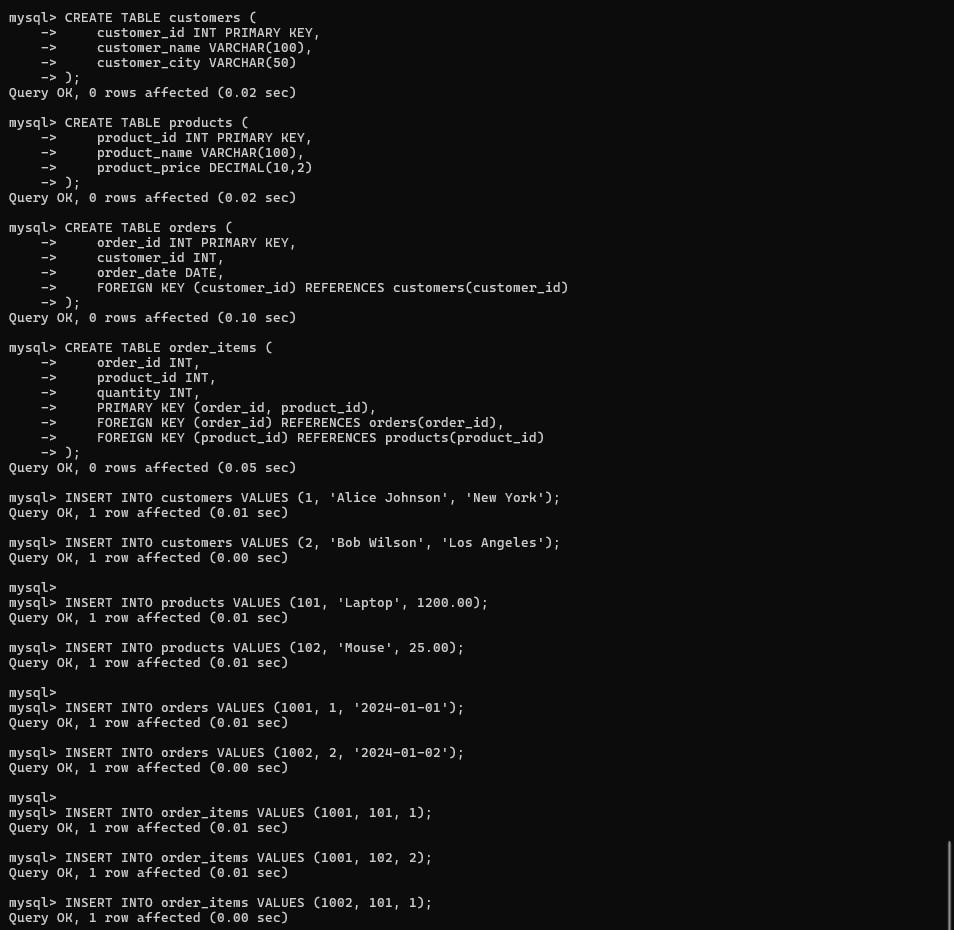 mysql> CREATE TABLE customers (
    ->     customer_id INT PRIMARY KEY,
    ->     customer_name VARCHAR(100),
    ->     customer_city VARCHAR(50)
    -> );
Query OK, 0 rows affected (0.02 sec)

mysql> CREATE TABLE products (
    ->     product_id INT PRIMARY KEY,
    ->     product_name VARCHAR(100),
    ->     product_price DECIMAL(10,2)
    -> );
Query OK, 0 rows affected (0.02 sec)

mysql> CREATE TABLE orders (
    ->     order_id INT PRIMARY KEY,
    ->     customer_id INT,
    ->     order_date DATE,
    ->     FOREIGN KEY (customer_id) REFERENCES customers(customer_id)
    -> );
Query OK, 0 rows affected (0.10 sec)

mysql> CREATE TABLE order_items (
    ->     order_id INT,
    ->     product_id INT,
    ->     quantity INT,
    ->     PRIMARY KEY (order_id, product_id),
    ->     FOREIGN KEY (order_id) REFERENCES orders(order_id),
    ->     FOREIGN KEY (product_id) REFERENCES products(product_id)
    -> );
Query OK, 0 rows affected (0.05 sec)

mysql> INSERT INTO customers VALUES (1, 'Alice Johnson', 'New York');
Query OK, 1 row affected (0.01 sec)

mysql> INSERT INTO customers VALUES (2, 'Bob Wilson', 'Los Angeles');
Query OK, 1 row affected (0.00 sec)

mysql>
mysql> INSERT INTO products VALUES (101, 'Laptop', 1200.00);
Query OK, 1 row affected (0.01 sec)

mysql> INSERT INTO products VALUES (102, 'Mouse', 25.00);
Query OK, 1 row affected (0.01 sec)

mysql>
mysql> INSERT INTO orders VALUES (1001, 1, '2024-01-01');
Query OK, 1 row affected (0.01 sec)

mysql> INSERT INTO orders VALUES (1002, 2, '2024-01-02');
Query OK, 1 row affected (0.00 sec)

mysql>
mysql> INSERT INTO order_items VALUES (1001, 101, 1);
Query OK, 1 row affected (0.01 sec)

mysql> INSERT INTO order_items VALUES (1001, 102, 2);
Query OK, 1 row affected (0.01 sec)

mysql> INSERT INTO order_items VALUES (1002, 101, 1);
Query OK, 1 row affected (0.00 sec)